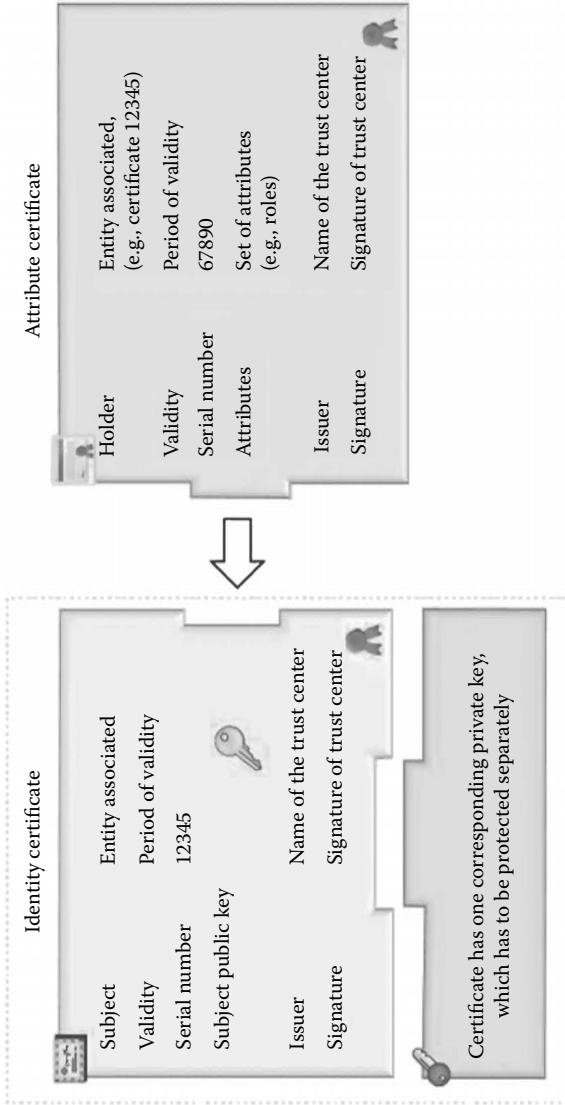 Identity certificate
Subject Entity associated
Validity Period of validity
Serial number 12345
Subject public key
Issuer Name of the trust center
Signature Signature of trust center
Certificate has one corresponding private key,
which has to be protected separately
Attribute certificate
Holder Entity associated,
(e.g., certificate 12345)
Validity Period of validity
Serial number 67890
Attributes Set of attributes
(e.g., roles)
Issuer Name of the trust center
Signature Signature of trust center